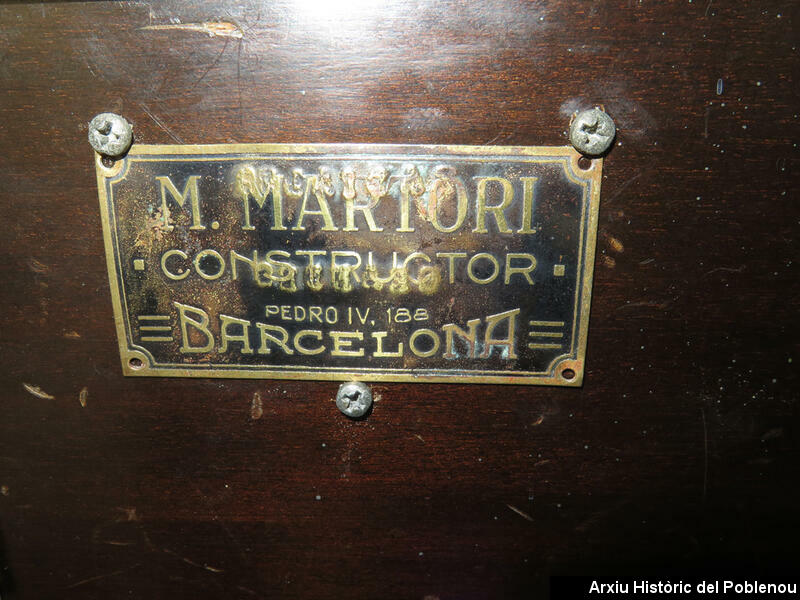 M. MARTORI
CONSTRUCTOR
PEDRO IV, 188
BARCELONA
Arxiu Històric del Poblenou